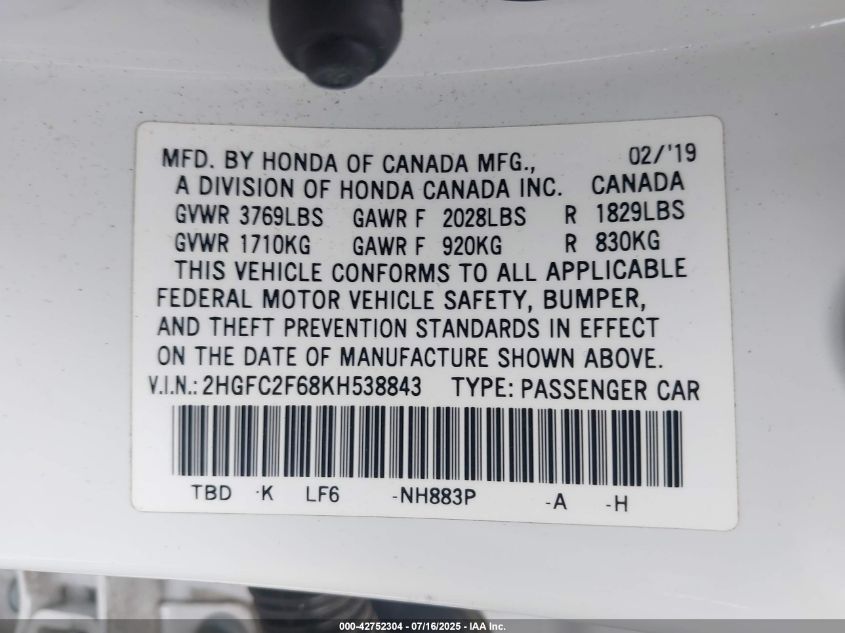 MFD. BY HONDA OF CANADA MFG., 02/'19
A DIVISION OF HONDA CANADA INC. CANADA
GVWR 3769LBS GAWR F 2028LBS R 1829LBS
GVWR 1710KG GAWR F 920KG R 830KG
THIS VEHICLE CONFORMS TO ALL APPLICABLE
FEDERAL MOTOR VEHICLE SAFETY, BUMPER,
AND THEFT PREVENTION STANDARDS IN EFFECT
ON THE DATE OF MANUFACTURE SHOWN ABOVE.
V.I.N.: 2HGFC2F68KH538843 TYPE: PASSENGER CAR
TBD ·K LF6 -NH883P -A -H
000-42752304 - 07/16/2025 - IAA Inc.